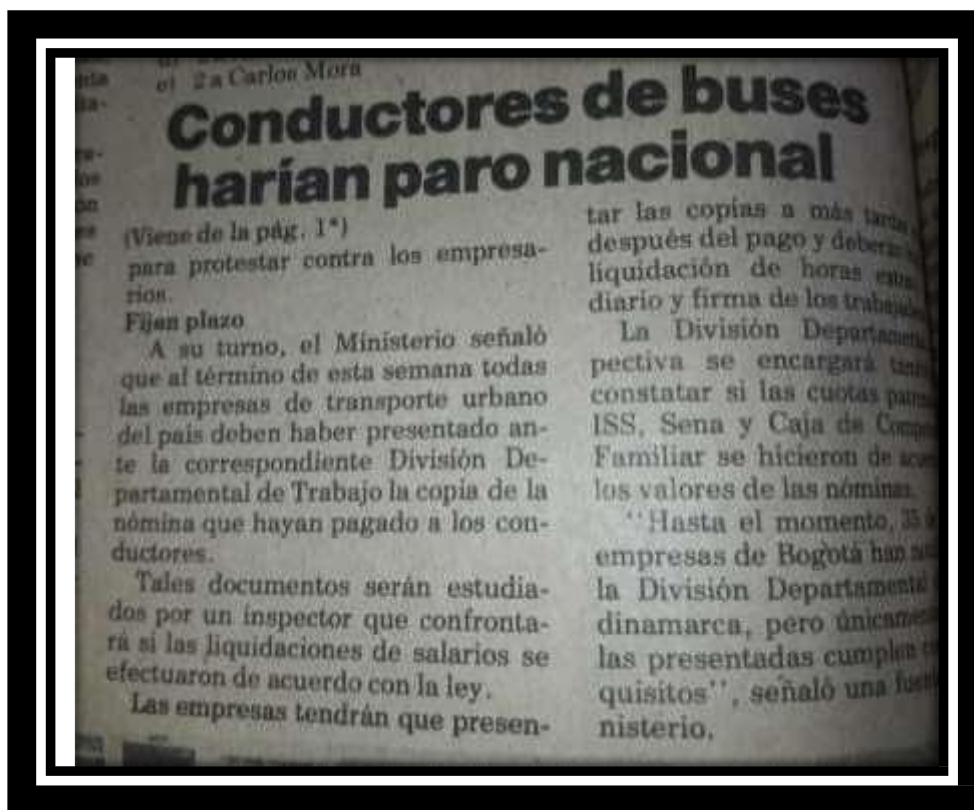 el 2 a Carlos Mora
Conductores de buses
harían paro nacional
(Viene de la pág. 1ª)
para protestar contra los empresa-
rios.
Fijan plazo
A su turno, el Ministerio señaló
que al término de esta semana todas
las empresas de transporte urbano
del país deben haber presentado an-
te la correspondiente División De-
partamental de Trabajo la copia de la
nómina que hayan pagado a los con-
ductores.
Tales documentos serán estudia-
dos por un inspector que confronta-
rá si las liquidaciones de salarios se
efectuaron de acuerdo con la ley.
Las empresas tendrán que presen-
tar las copias a más
después del pago y
liquidación de horas
diario y firma de los
La División
pectiva se encargará
constatar si las cuotas
ISS, Sena y Caja de
Familiar se hicieron de
los valores de las nóminas.
"Hasta el momento, 35
empresas de Bogotá han
la División Departamental
dinamarca, pero
las presentadas cumplen
quisitos", señaló una
nisterio.